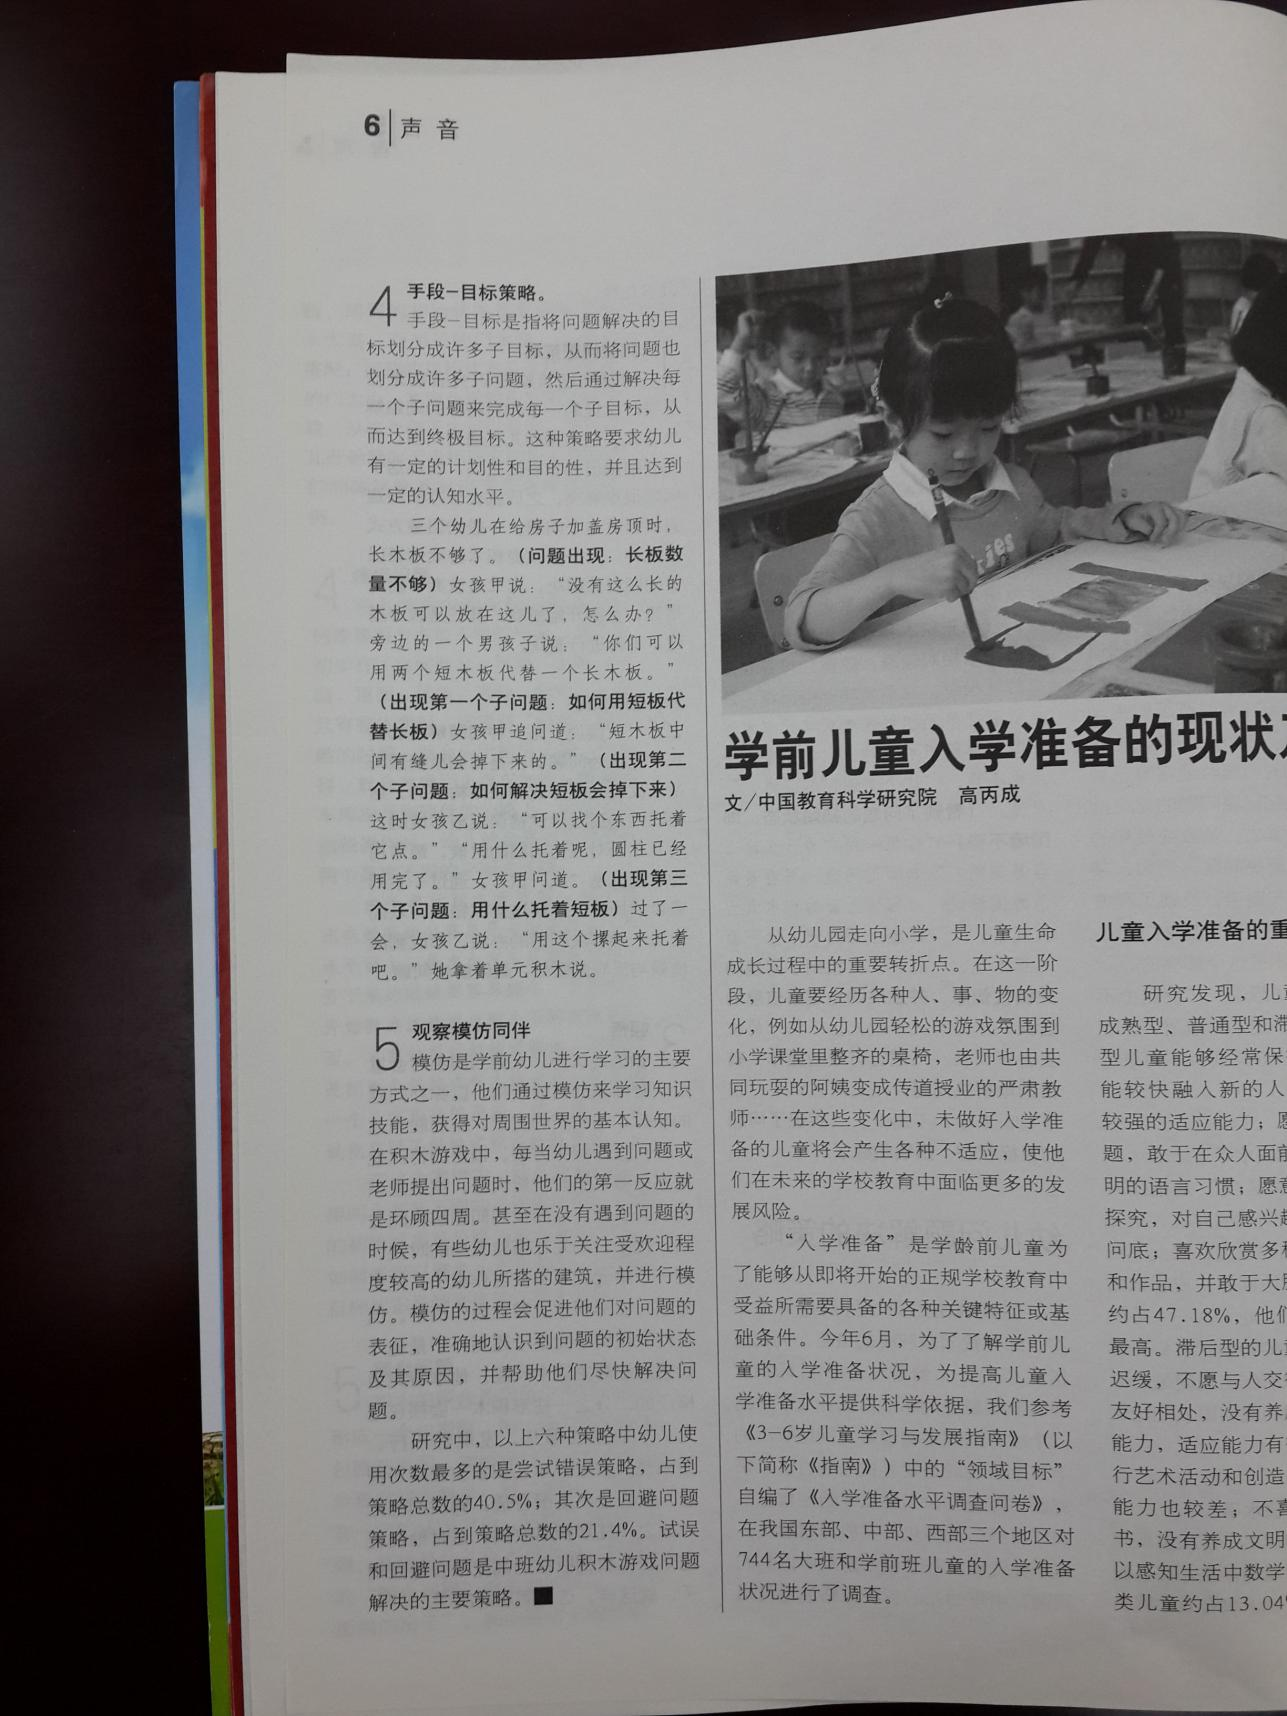 6 声音
4 手段-目标策略。
手段-目标是指将问题解决的目
标划分成许多子目标，从而将问题也
划分成许多子问题，然后通过解决每
一个子问题来完成每一个子目标，从
而达到终极目标。这种策略要求幼儿
有一定的计划性和目的性，并且达到
一定的认知水平。
三个幼儿在给房子加盖房顶时，
长木板不够了。（问题出现：长板数
量不够）女孩甲说：“没有这么长的
木板可以放在这儿了，怎么办？”
旁边的一个男孩子说：“你们可以
用两个短木板代替一个长木板。”
（出现第一个子问题：如何用短板代
替长板）女孩甲追问道：“短木板中
间有缝儿会掉下来的。”（出现第二
个子问题：如何解决短板会掉下来）
这时女孩乙说：“可以找个东西托着
它点。”“用什么托着呢，圆柱已经
用完了。”女孩甲问道。（出现第三
个子问题：用什么托着短板）过了一
会，女孩乙说：“用这个摞起来托着
吧。”她拿着单元积木说。
5 观察模仿同伴
模仿是学前幼儿进行学习的主要
方式之一，他们通过模仿来学习知识
技能，获得对周围世界的基本认知。
在积木游戏中，每当幼儿遇到问题或
老师提出问题时，他们的第一反应就
是环顾四周。甚至在没有遇到问题的
时候，有些幼儿也乐于关注受欢迎程
度较高的幼儿所搭的建筑，并进行模
仿。模仿的过程会促进他们对问题的
表征，准确地认识到问题的初始状态
及其原因，并帮助他们尽快解决问
题。
研究中，以上六种策略中幼儿使
用次数最多的是尝试错误策略，占到
策略总数的40.5%；其次是回避问题
策略，占到策略总数的21.4%。试误
和回避问题是中班幼儿积木游戏问题
解决的主要策略。■
学前儿童入学准备的现状
文/中国教育科学研究院 高丙成
从幼儿园走向小学，是儿童生命
成长过程中的重要转折点。在这一阶
段，儿童要经历各种人、事、物的变
化，例如从幼儿园轻松的游戏氛围到
小学课堂里整齐的桌椅，老师也由共
同玩耍的阿姨变成传道授业的严肃教
师……在这些变化中，未做好入学准
备的儿童将会产生各种不适应，使他
们在未来的学校教育中面临更多的发
展风险。
“入学准备”是学龄前儿童为
了能够从即将开始的正规学校教育中
受益所需要具备的各种关键特征或基
础条件。今年6月，为了了解学前儿
童的入学准备状况，为提高儿童入
学准备水平提供科学依据，我们参考
《3-6岁儿童学习与发展指南》（以
下简称《指南》）中的“领域目标”
自编了《入学准备水平调查问卷》，
在我国东部、中部、西部三个地区对
744名大班和学前班儿童的入学准备
状况进行了调查。
儿童入学准备的重
研究发现，儿
成熟型、普通型和滞
型儿童能够经常保
能较快融入新的人
较强的适应能力；愿
题，敢于在众人面前
明的语言习惯；愿意
探究，对自己感兴趣
问底；喜欢欣赏多种
和作品，并敢于大胆
约占47.18%，他们
最高。滞后型的儿童
迟缓，不愿与人交
友好相处，没有养
能力，适应能力有
行艺术活动和创造
能力也较差；不喜
书，没有养成文明
以感知生活中数学
类儿童约占13.04